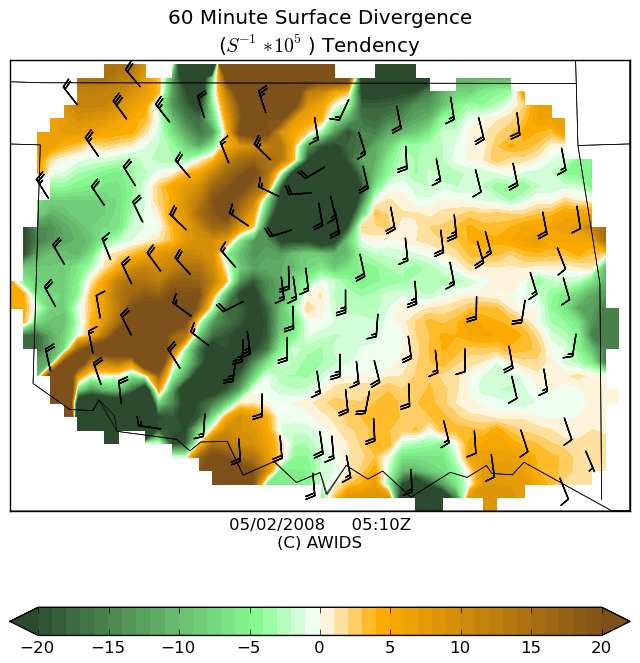 60 Minute Surface Divergence
(S⁻¹ * 10⁵ ) Tendency
05/02/2008 05:10Z
(C) AWIDS
−20 −15 −10 −5 0 5 10 15 20